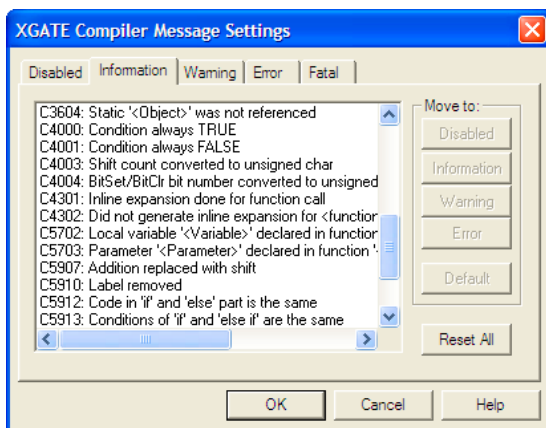 XGATE Compiler Message Settings
Disabled Information Warning Error Fatal
C3604: Static '<Object>' was not referenced
C4000: Condition always TRUE
C4001: Condition always FALSE
C4003: Shift count converted to unsigned char
C4004: BitSet/BitClr bit number converted to unsigned
C4301: Inline expansion done for function call
C4302: Did not generate inline expansion for <function
C5702: Local variable '<Variable>' declared in function
C5703: Parameter '<Parameter>' declared in function '
C5907: Addition replaced with shift
C5910: Label removed
C5912: Code in 'if' and 'else' part is the same
C5913: Conditions of 'if' and 'else if' are the same
Move to:
Disabled
Information
Warning
Error
Default
Reset All
OK Cancel Help